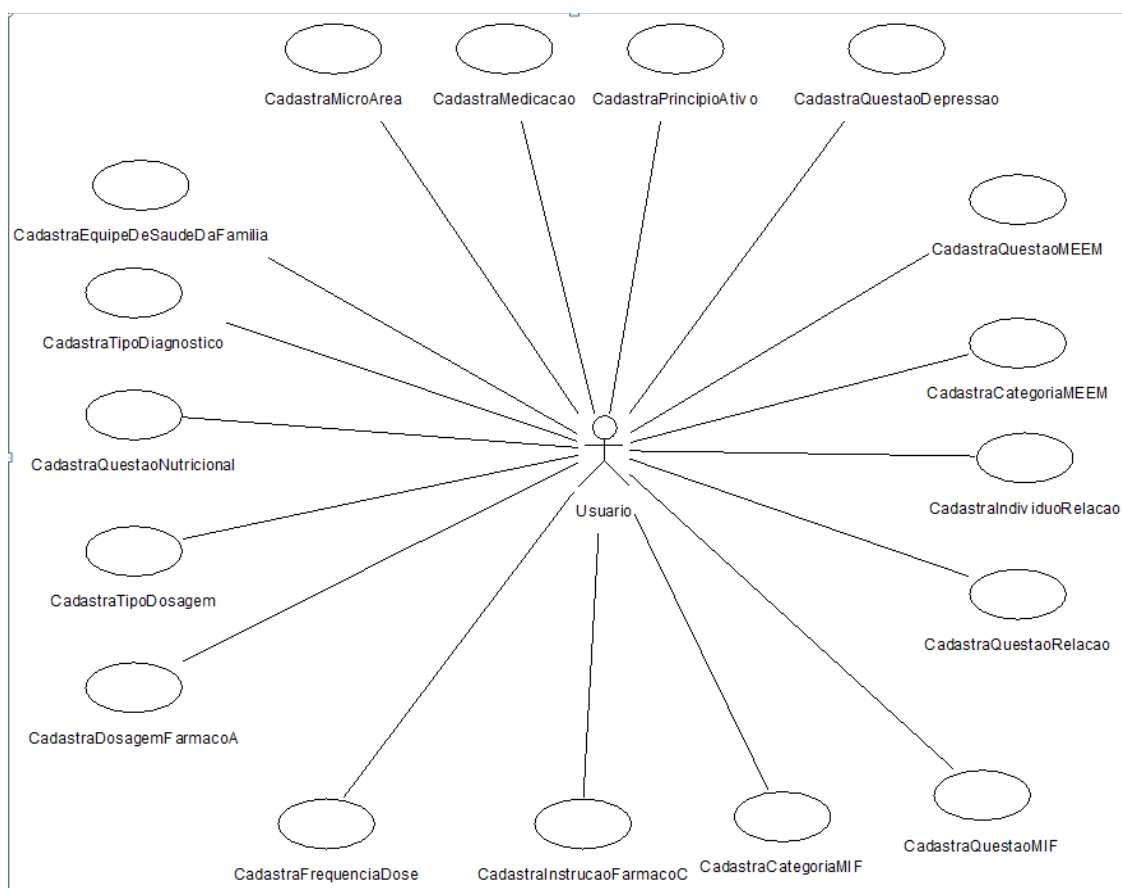 CadastraMicroArea
CadastraMedicacao
CadastraPrincipioAtivo
CadastraQuestaoDepressao
CadastraEquipeDeSaudeDaFamilia
CadastraQuestaoMEEM
CadastraTipoDiagnostico
CadastraCategoriaMEEM
CadastraQuestaoNutricional
CadastraIndividuoRelacao
Usuario
CadastraTipoDosagem
CadastraQuestaoRelacao
CadastraDosagemFarmacoA
CadastraFrequenciaDose
CadastraInstrucaoFarmacoC
CadastraCategoriaMIF
CadastraQuestaoMIF